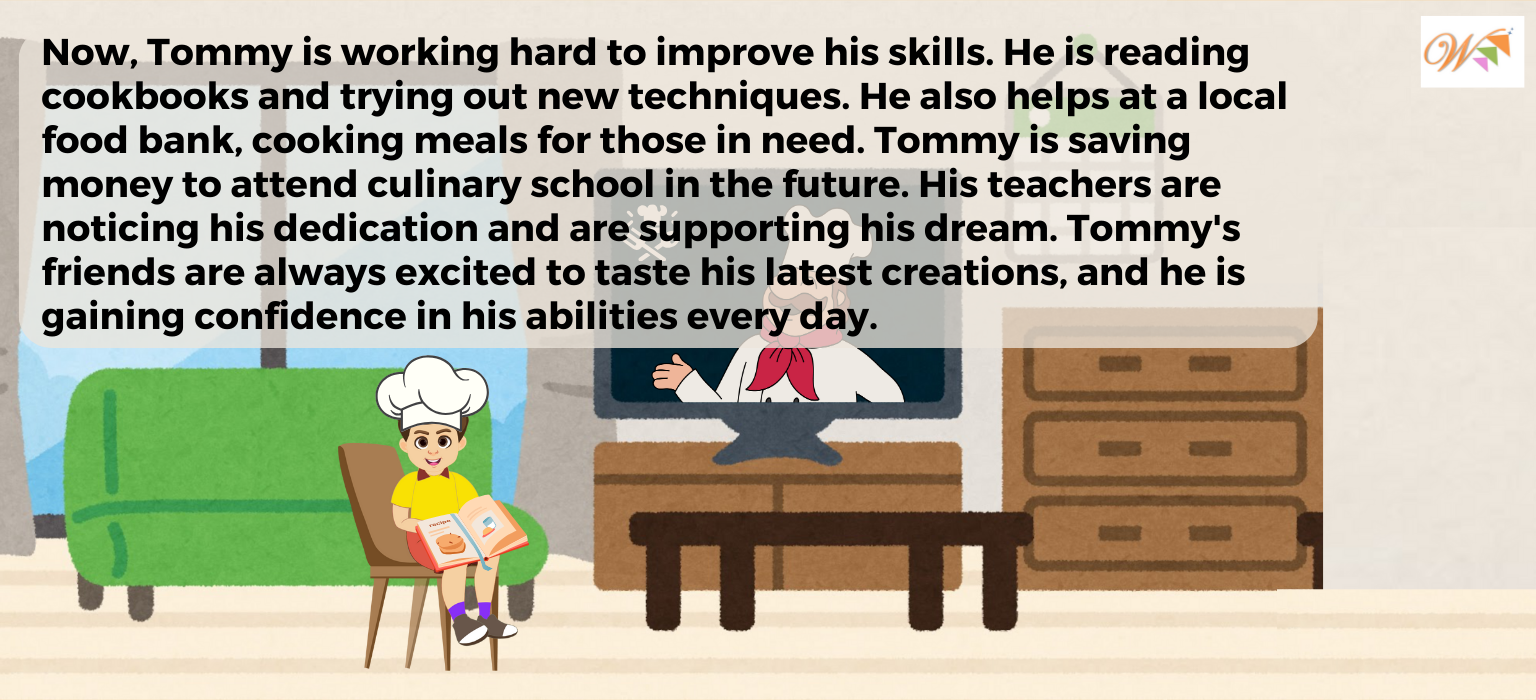 Now, Tommy is working hard to improve his skills. He is reading
cookbooks and trying out new techniques. He also helps at a local
food bank, cooking meals for those in need. Tommy is saving
money to attend culinary school in the future. His teachers are
noticing his dedication and are supporting his dream. Tommy's
friends are always excited to taste his latest creations, and he is
gaining confidence in his abilities every day.
W
recipe